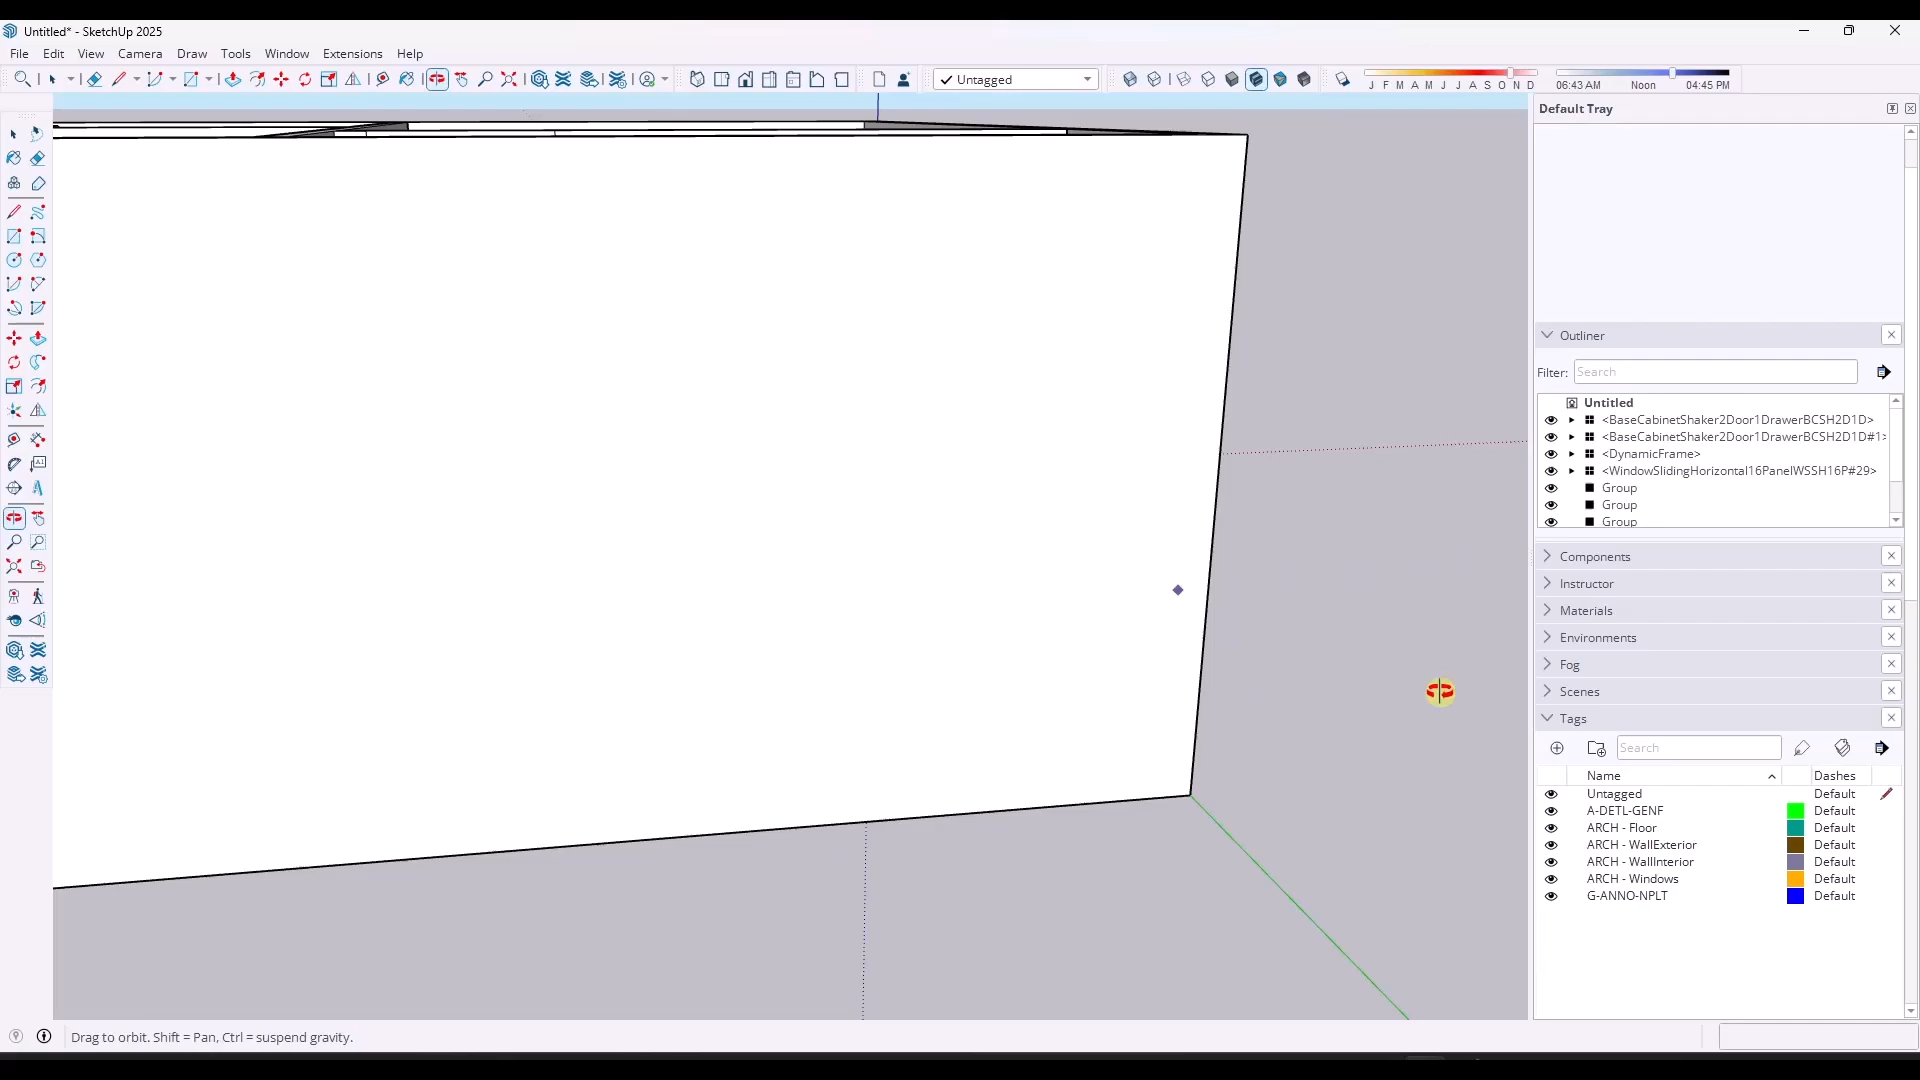 Untitled* - SketchUp 2025
File Edit View Camera Draw Tools Window Extensions Help
Untagged
J F M A M J J A S O N D
06:43 AM Noon 04:45 PM
Default Tray
Outliner
Filter: Search
Untitled
<BaseCabinetShaker2Door1DrawerBCSH2D1D>
<BaseCabinetShaker2Door1DrawerBCSH2D1D#1>
<DynamicFrame>
<WindowSlidingHorizontal16PanelWSSH16P#29>
Group
Group
Group
Components
Instructor
Materials
Environments
Fog
Scenes
Tags
Search
Name Dashes
Untagged Default
A-DETL-GENF Default
ARCH - Floor Default
ARCH - WallExterior Default
ARCH - WallInterior Default
ARCH - Windows Default
G-ANNO-NPLT Default
Drag to orbit. Shift = Pan, Ctrl = suspend gravity.